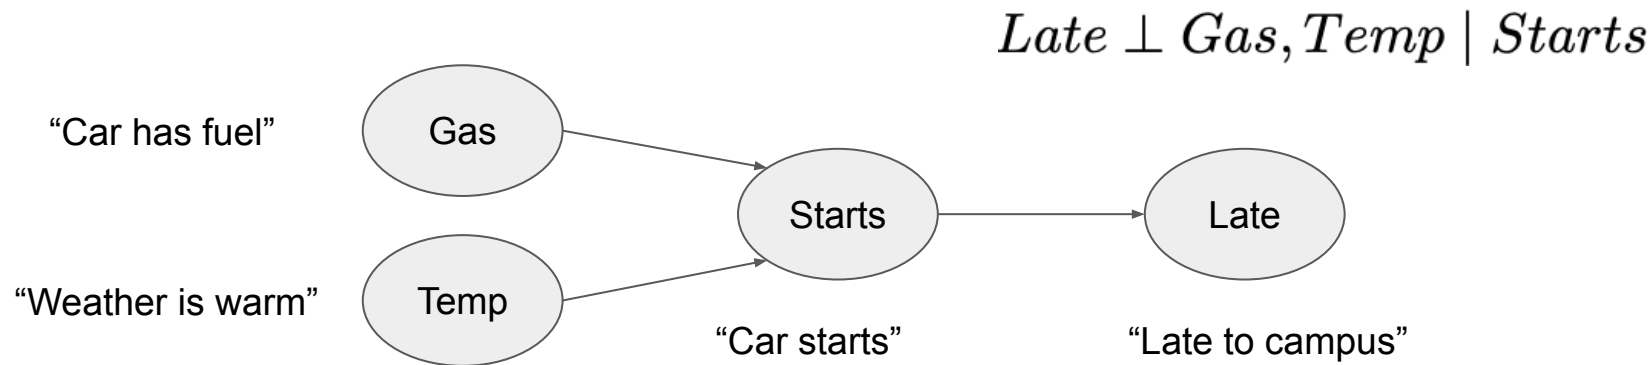 Late ⊥ Gas, Temp | Starts
“Car has fuel”
Gas
Starts
Late
“Weather is warm”
Temp
“Car starts”
“Late to campus”